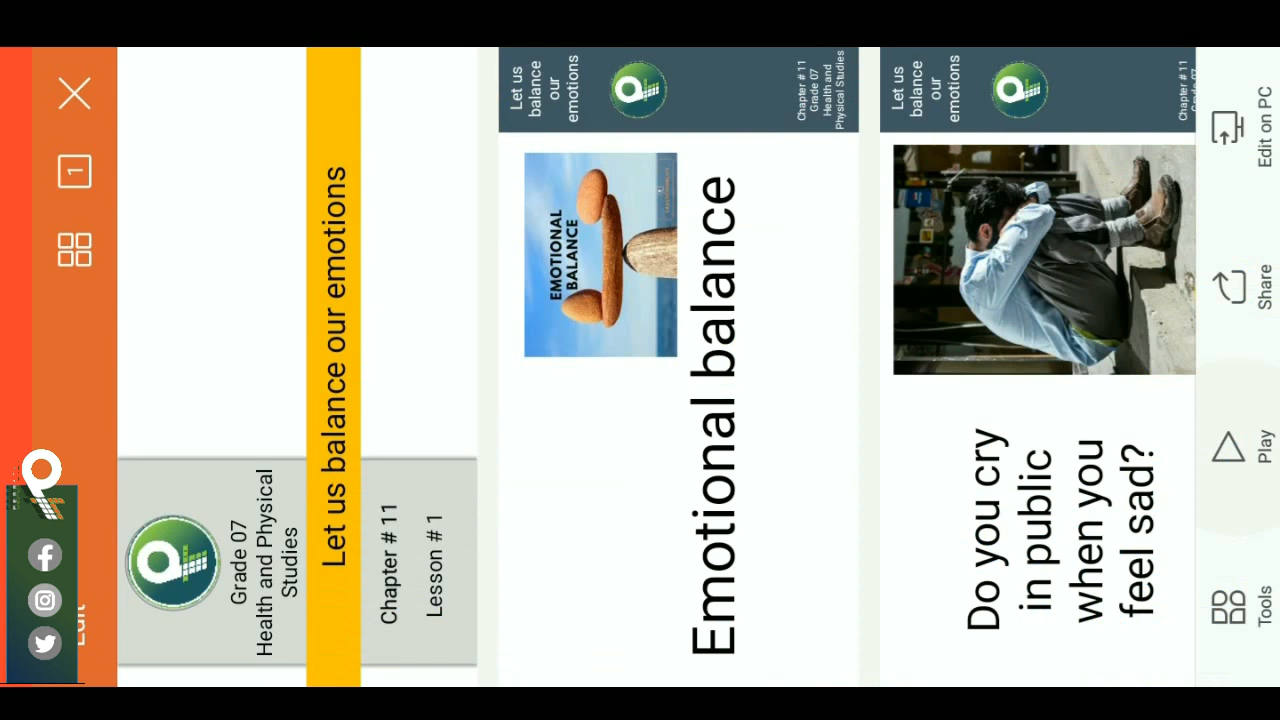 1
Edit
Grade 07
Health and Physical
Studies
Let us balance our emotions
Chapter # 11
Lesson # 1
Let us
balance
our
emotions
Chapter # 11
Grade 07
Health and
Physical Studies
EMOTIONAL
BALANCE
Emotional balance
Let us
balance
our
emotions
Chapter # 11
Do you cry
in public
when you
feel sad?
Tools
Play
Share
Edit on PC